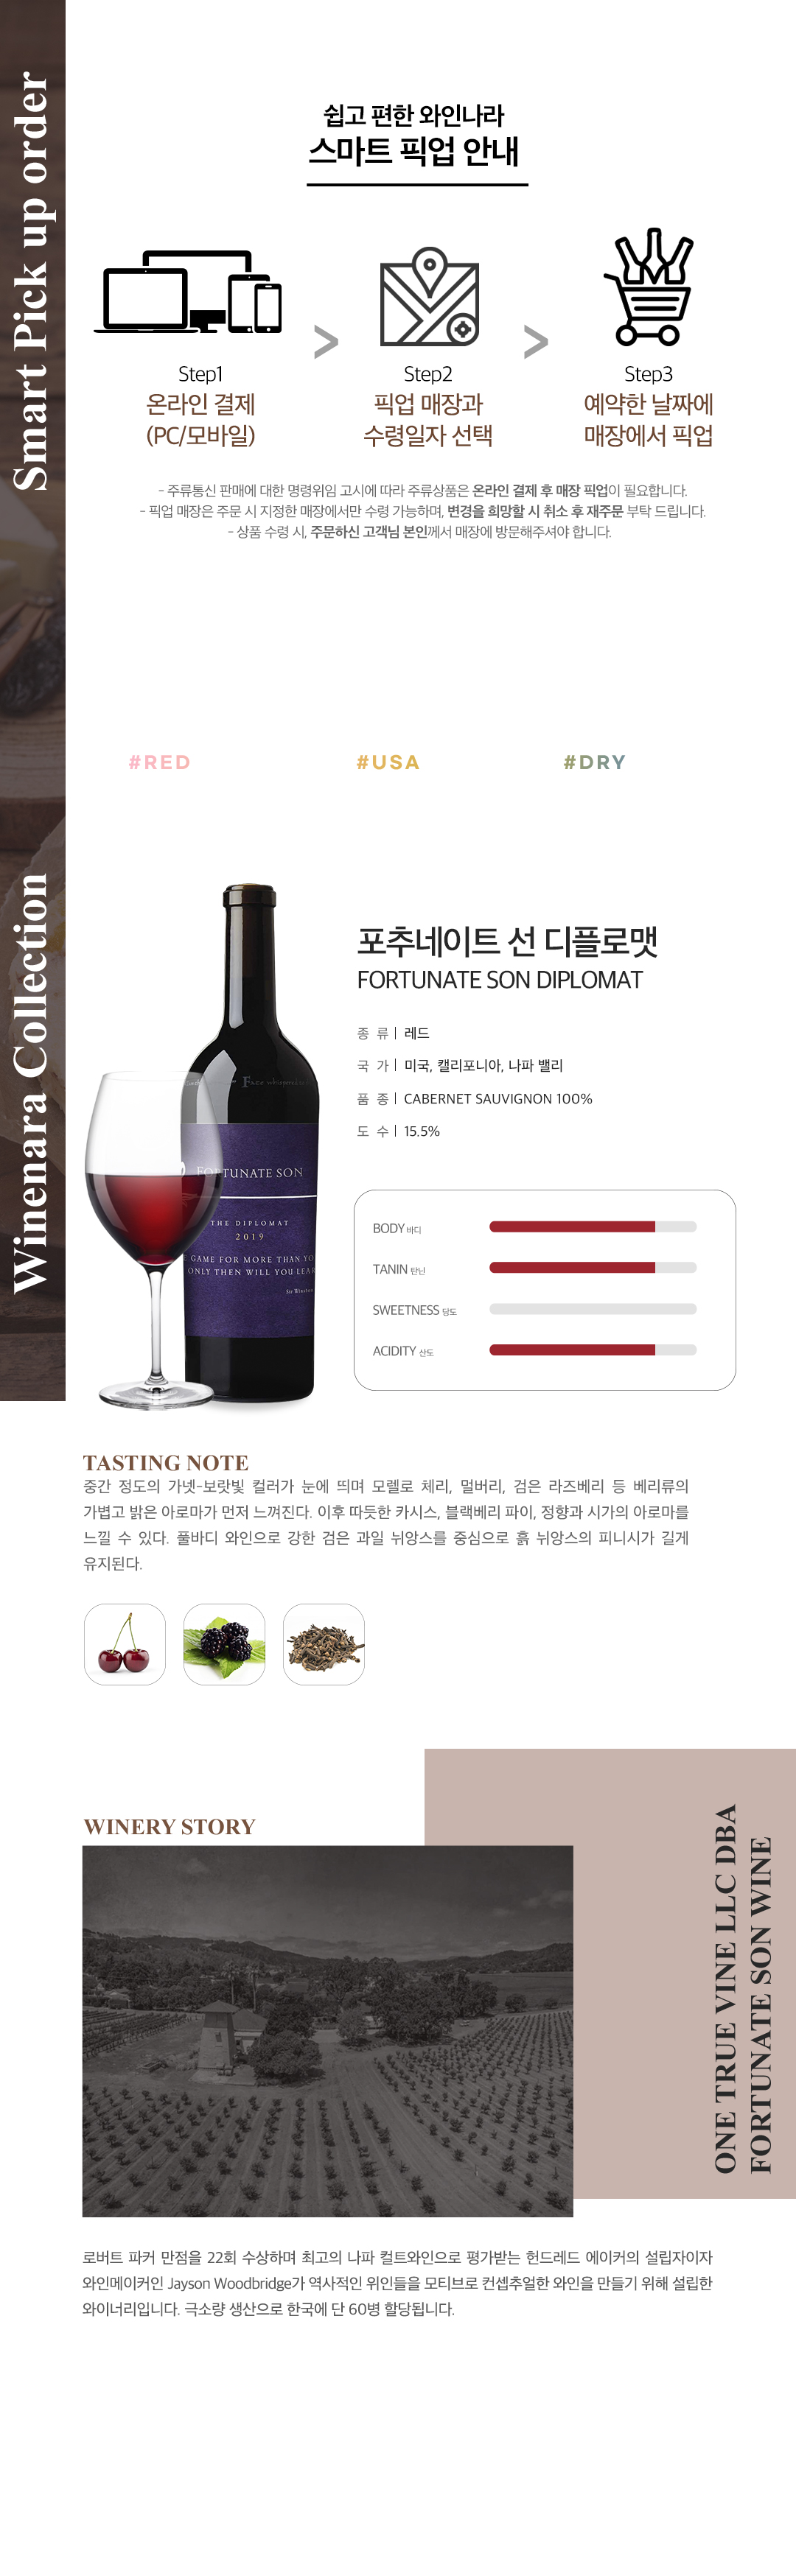 Smart Pick up order
쉽고 편한 와인나라
스마트 픽업 안내
Step1
온라인 결제
(PC/모바일)
>
Step2
픽업 매장과
수령일자 선택
>
Step3
예약한 날짜에
매장에서 픽업
- 주류통신 판매에 대한 명령위임 고시에 따라 주류상품은 온라인 결제 후 매장 픽업이 필요합니다.
- 픽업 매장은 주문 시 지정한 매장에서만 수령 가능하며, 변경을 희망할 시 취소 후 재주문 부탁 드립니다.
- 상품 수령 시, 주문하신 고객님 본인께서 매장에 방문해주셔야 합니다.
#RED
#USA
#DRY
Winenara Collection
포추네이트 선 디플로맷
FORTUNATE SON DIPLOMAT
종 류 | 레드
국 가 | 미국, 캘리포니아, 나파 밸리
품 종 | CABERNET SAUVIGNON 100%
도 수 | 15.5%
Face whispered
FORTUNATE SON
THE DIPLOMAT
2019
GAME FOR MORE THAN YO
ONLY THEN WILL YOU LEAR
Sir Winston
BODY 바디
TANIN 탄닌
SWEETNESS 당도
ACIDITY 산도
TASTING NOTE
중간 정도의 가넷-보랏빛 컬러가 눈에 띄며 모렐로 체리, 멀버리, 검은 라즈베리 등 베리류의
가볍고 밝은 아로마가 먼저 느껴진다. 이후 따듯한 카시스, 블랙베리 파이, 정향과 시가의 아로마를
느낄 수 있다. 풀바디 와인으로 강한 검은 과일 뉘앙스를 중심으로 흙 뉘앙스의 피니시가 길게
유지된다.
WINERY STORY
ONE TRUE VINE LLC DBA
FORTUNATE SON WINE
로버트 파커 만점을 22회 수상하며 최고의 나파 컬트와인으로 평가받는 헌드레드 에이커의 설립자이자
와인메이커인 Jayson Woodbridge가 역사적인 위인들을 모티브로 컨셉추얼한 와인을 만들기 위해 설립한
와이너리입니다. 극소량 생산으로 한국에 단 60병 할당됩니다.